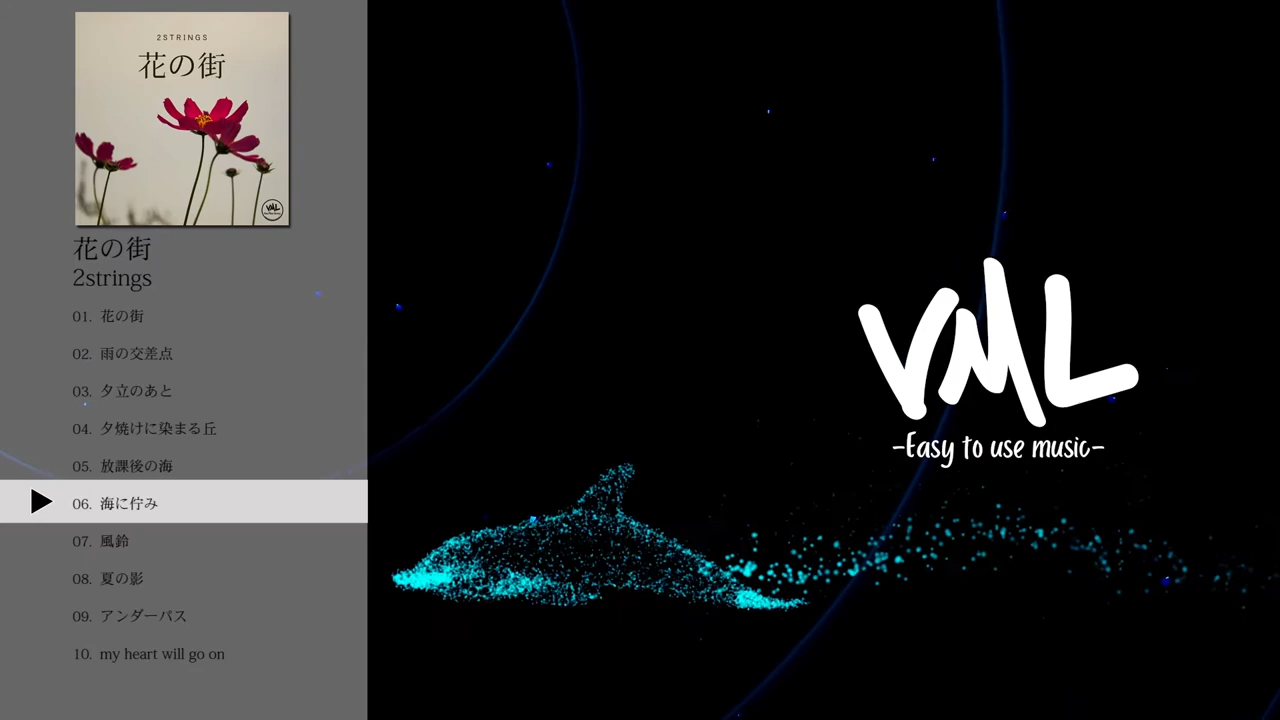 2STRINGS
花の街
VML
花の街
2strings
01. 花の街
02. 雨の交差点
03. 夕立のあと
04. 夕焼けに染まる丘
05. 放課後の海
06. 海に佇み
07. 風鈴
08. 夏の影
09. アンダーパス
10. my heart will go on
VML
-Easy to use music-